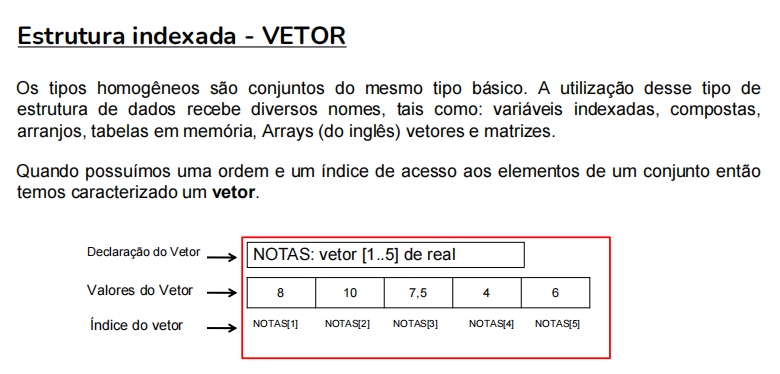 Estrutura indexada - VETOR
Os tipos homogêneos são conjuntos do mesmo tipo básico. A utilização desse tipo de
estrutura de dados recebe diversos nomes, tais como: variáveis indexadas, compostas,
arranjos, tabelas em memória, Arrays (do inglês) vetores e matrizes.
Quando possuímos uma ordem e um índice de acesso aos elementos de um conjunto então
temos caracterizado um vetor.
Declaração do Vetor NOTAS: vetor [1..5] de real
Valores do Vetor 8 10 7,5 4 6
Índice do vetor NOTAS[1] NOTAS[2] NOTAS[3] NOTAS[4] NOTAS[5]